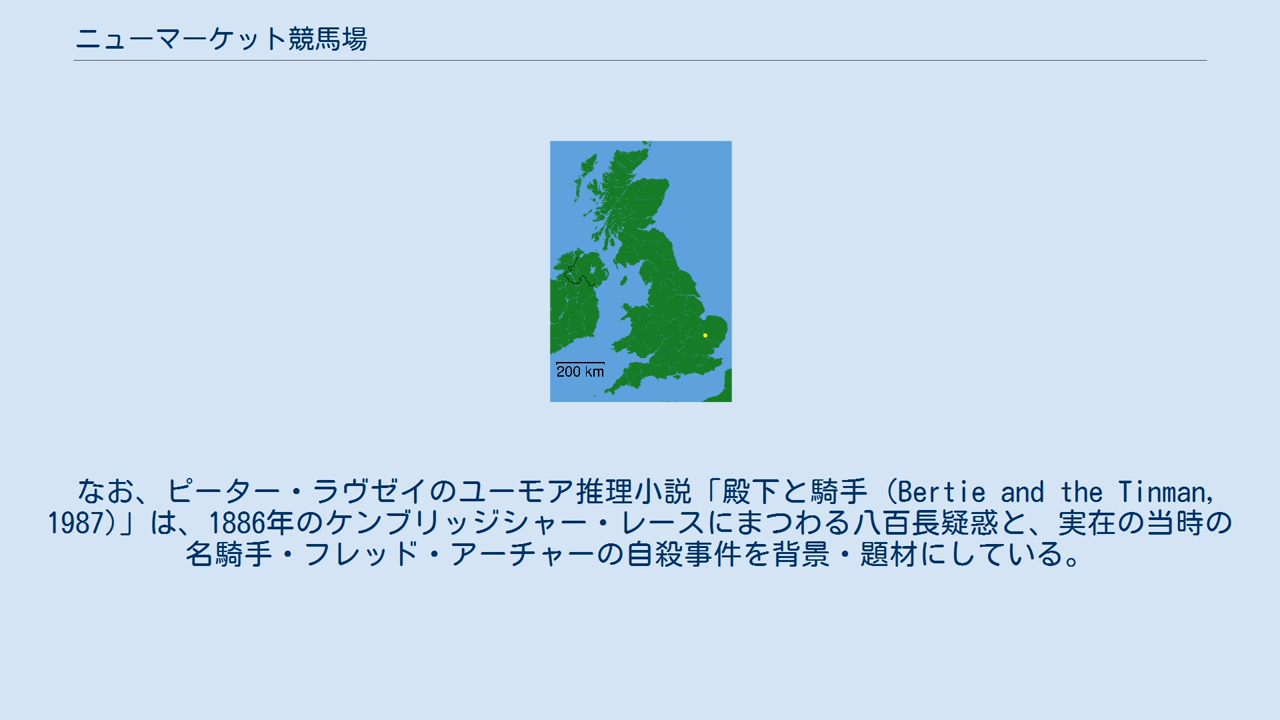 ニューマーケット競馬場
200 km
なお、ピーター・ラヴゼイのユーモア推理小説「殿下と騎手 (Bertie and the Tinman,
1987)」は、1886年のケンブリッジシャー・レースにまつわる八百長疑惑と、実在の当時の
名騎手・フレッド・アーチャーの自殺事件を背景・題材にしている。